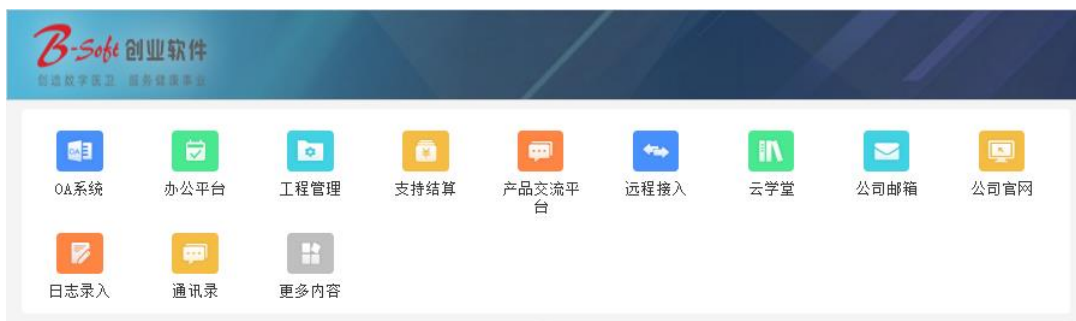 B-Soft 创业软件
创造数字医卫 服务健康事业
OA
OA系统
办公平台
工程管理
支持结算
产品交流平
台
远程接入
云学堂
公司邮箱
公司官网
日志录入
通讯录
更多内容